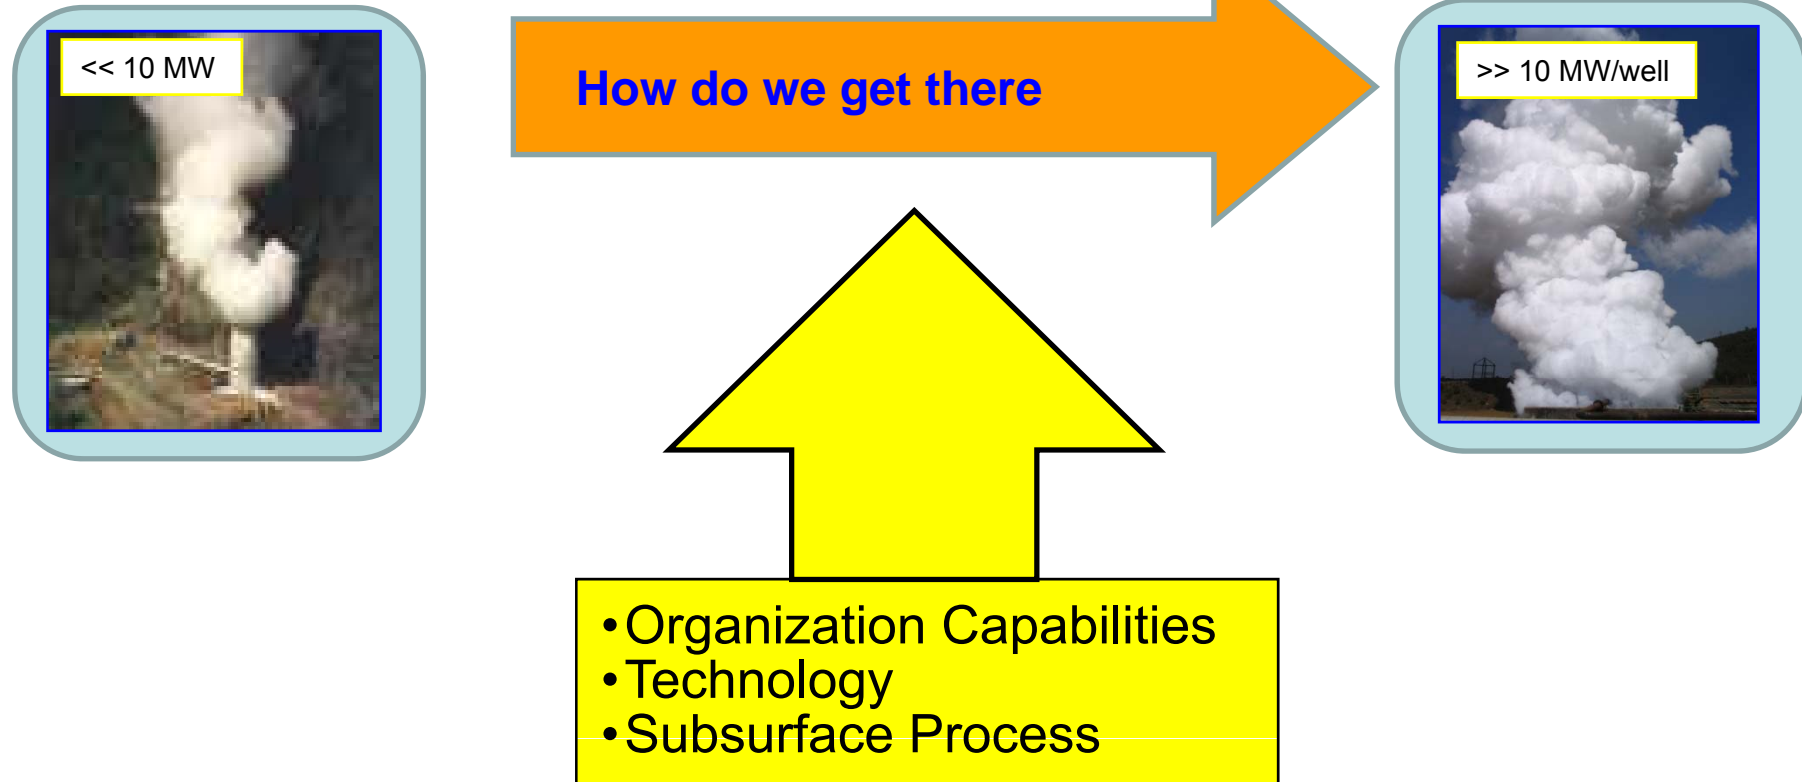 << 10 MW
How do we get there
>> 10 MW/well
•Organization Capabilities
•Technology
•Subsurface Process